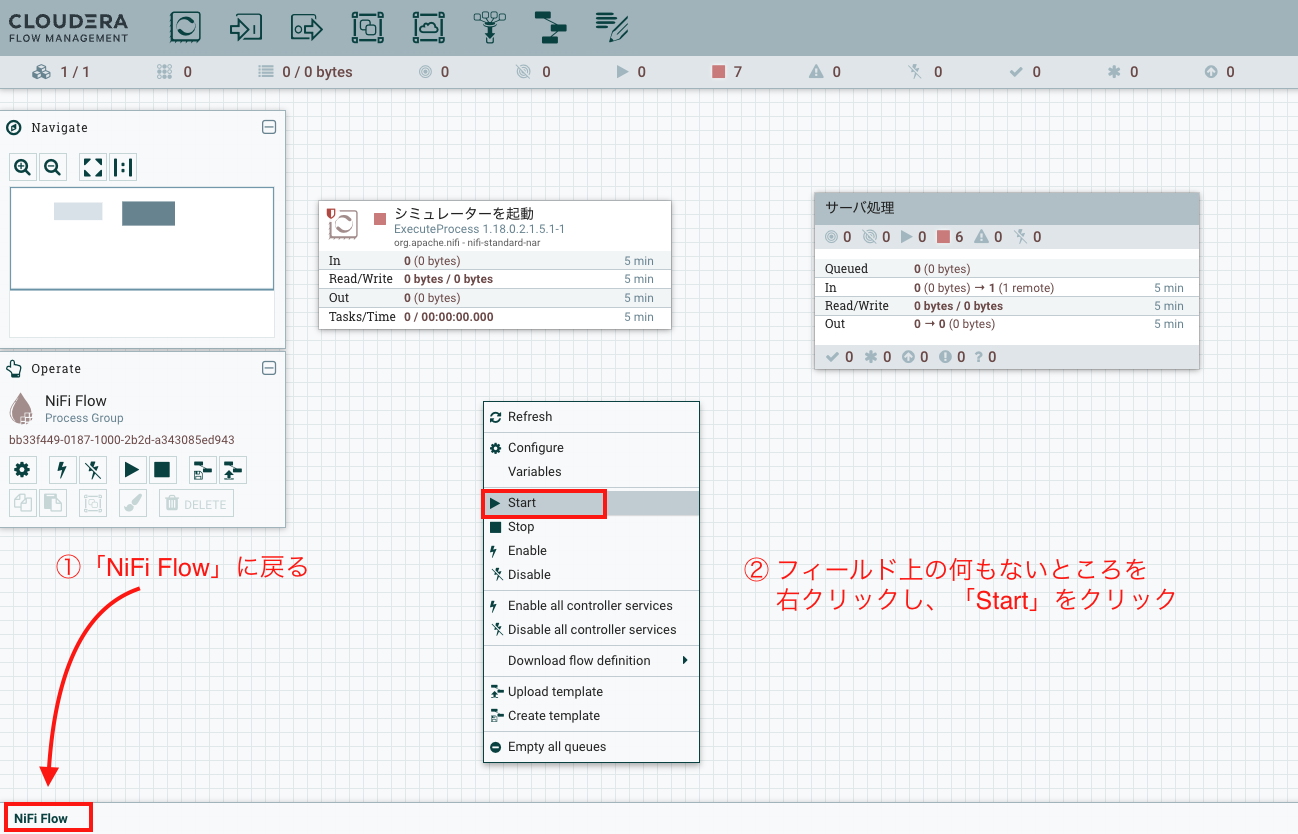 CLOUDERA
FLOW MANAGEMENT
1 / 1
0
0 / 0 bytes
0
0
0
7
0
0
0
0
0
Navigate
Operate
NiFi Flow
Process Group
bb33f449-0187-1000-2b2d-a343085ed943
DELETE
シミュレーターを起動
ExecuteProcess 1.18.0.2.1.5.1-1
org.apache.nifi - nifi-standard-nar
In 0 (0 bytes) 5 min
Read/Write 0 bytes / 0 bytes 5 min
Out 0 (0 bytes) 5 min
Tasks/Time 0 / 00:00:00.000 5 min
サーバ処理
0 0 0 6 0 0
Queued 0 (0 bytes)
In 0 (0 bytes) → 1 (1 remote) 5 min
Read/Write 0 bytes / 0 bytes 5 min
Out 0 → 0 (0 bytes) 5 min
0 0 0 0 ? 0
Refresh
Configure
Variables
Start
Stop
Enable
Disable
Enable all controller services
Disable all controller services
Download flow definition
Upload template
Create template
Empty all queues
①「NiFi Flow」に戻る
② フィールド上の何もないところを
右クリックし、「Start」をクリック
NiFi Flow